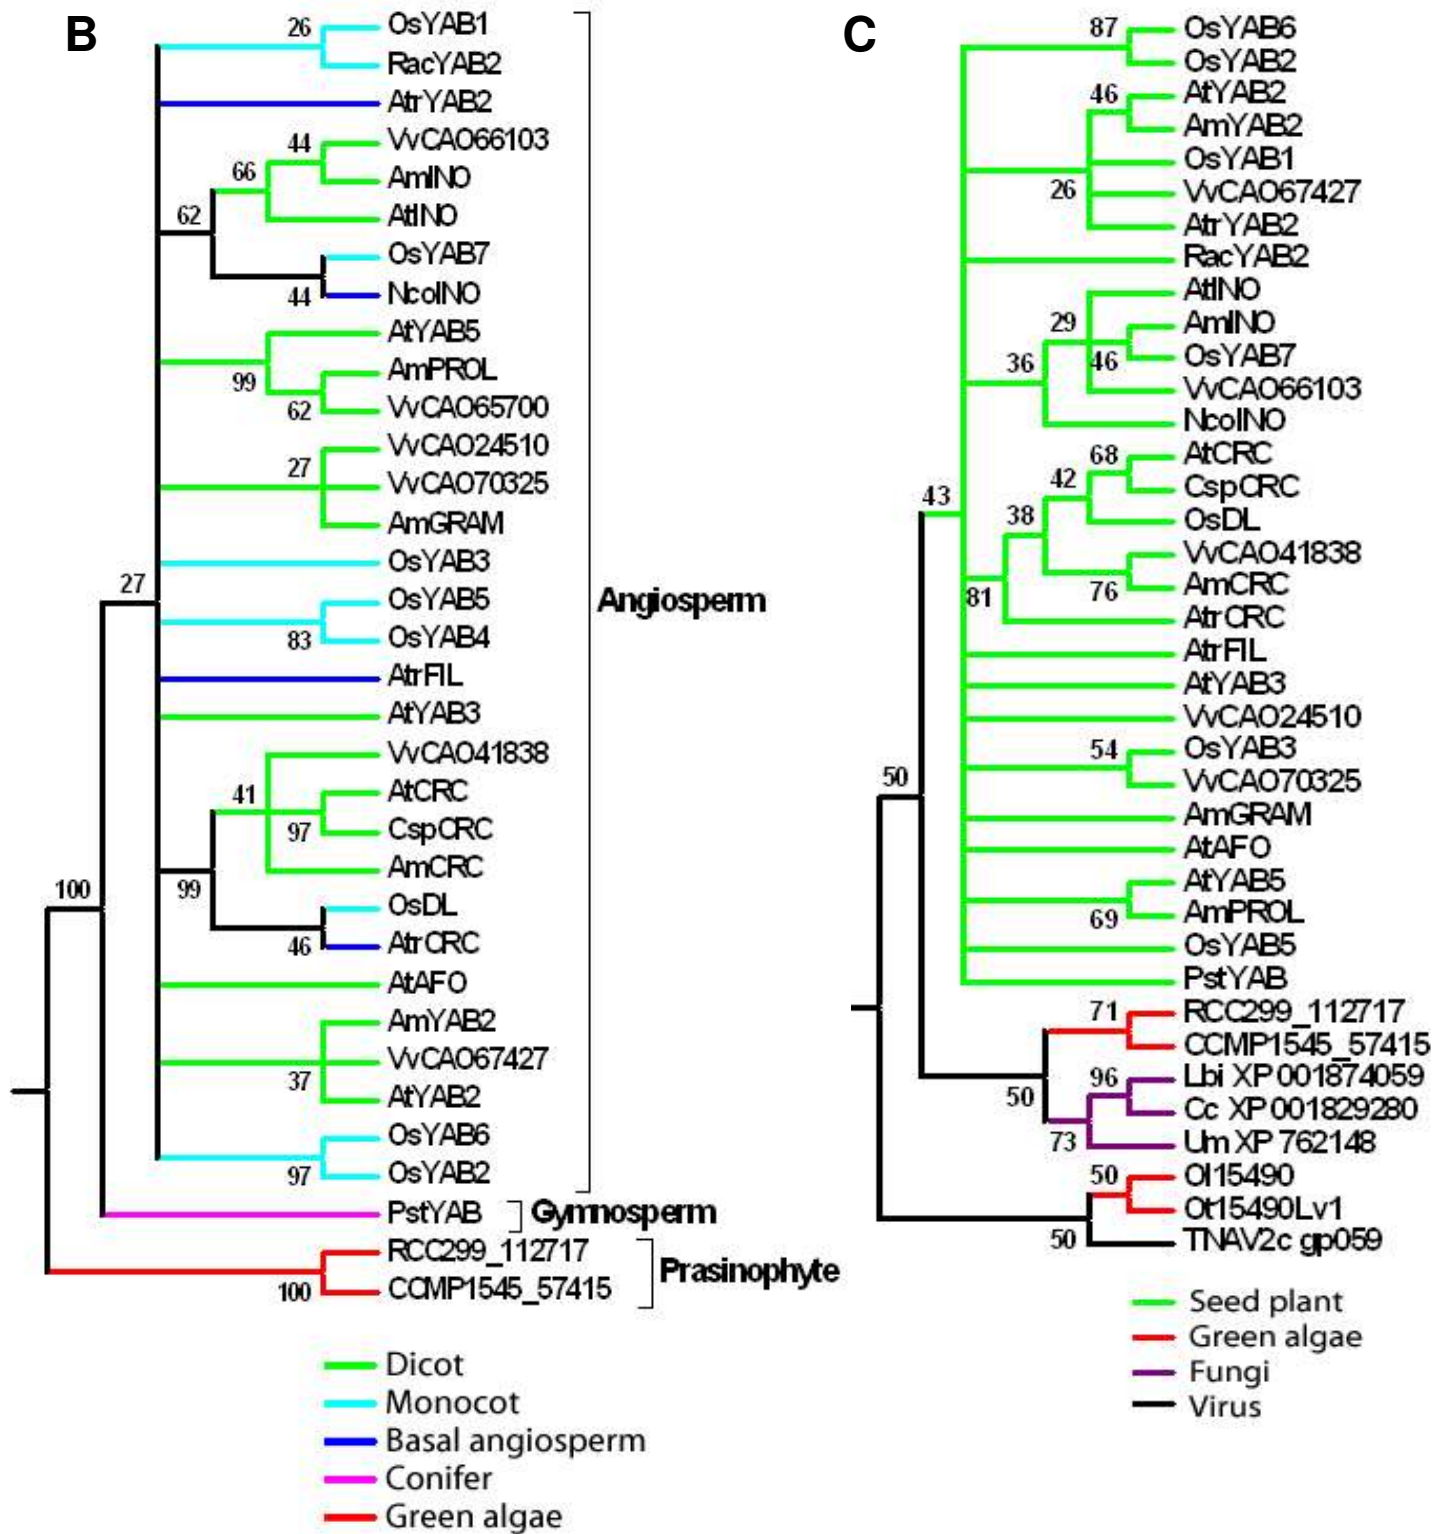 B
26
OsYAB1
RacYAB2
AtrYAB2
44
VvCAO66103
66
AmINO
AtINO
62
OsYAB7
44
NcoINO
AtYAB5
99
AmPROL
62
VvCAO65700
VvCAO24510
27
VvCAO70325
AmGRAM
OsYAB3
27
OsYAB5
83
OsYAB4
AtrFIL
AtYAB3
VvCAO41838
41
AtCRC
97
CspCRC
AmCRC
100
99
OsDL
46
AtrCRC
AtAFO
AmYAB2
VvCAO67427
37
AtYAB2
OsYAB6
97
OsYAB2
PstYAB
RCC299_112717
100
CCMP1545_57415
Angiosperm
Gymnosperm
Prasinophyte
Dicot
Monocot
Basal angiosperm
Conifer
Green algae
C
87
OsYAB6
OsYAB2
46
AtYAB2
AmYAB2
OsYAB1
26
VvCAO67427
AtrYAB2
RacYAB2
AtINO
29
AmINO
36
46
OsYAB7
VvCAO66103
NcoINO
68
AtCRC
42
CspCRC
38
OsDL
43
VvCAO41838
76
AmCRC
81
AtrCRC
AtrFIL
AtYAB3
VvCAO24510
54
OsYAB3
50
VvCAO70325
AmGRAM
AtAFO
AtYAB5
69
AmPROL
OsYAB5
PstYAB
71
RCC299_112717
CCMP1545_57415
96
Lbi XP 001874059
50
Cc XP 001829280
73
Um XP 762148
50
Ol15490
Ot15490Lv1
50
TNAV2c gp059
Seed plant
Green algae
Fungi
Virus